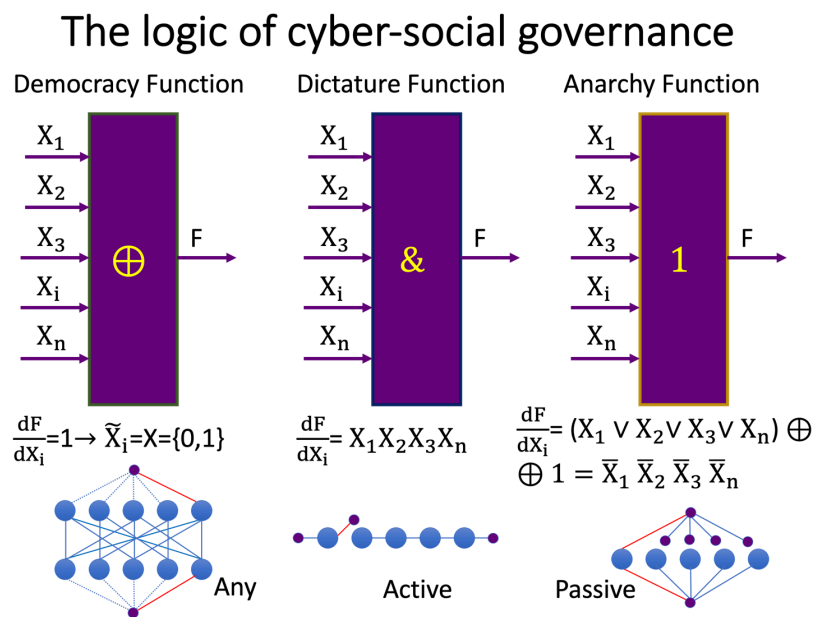 The logic of cyber-social governance
Democracy Function
X₁
X₂
X₃
Xᵢ
Xₙ
⊕
F
dF/dXᵢ=1→ X̃ᵢ=X={0,1}
Any
Dictature Function
X₁
X₂
X₃
Xᵢ
Xₙ
&
F
dF/dXᵢ= X₁X₂X₃Xₙ
Active
Anarchy Function
X₁
X₂
X₃
Xᵢ
Xₙ
1
F
dF/dXᵢ= (X₁ ∨ X₂∨ X₃∨ Xₙ) ⊕
⊕ 1 = X̅₁ X̅₂ X̅₃ X̅ₙ
Passive